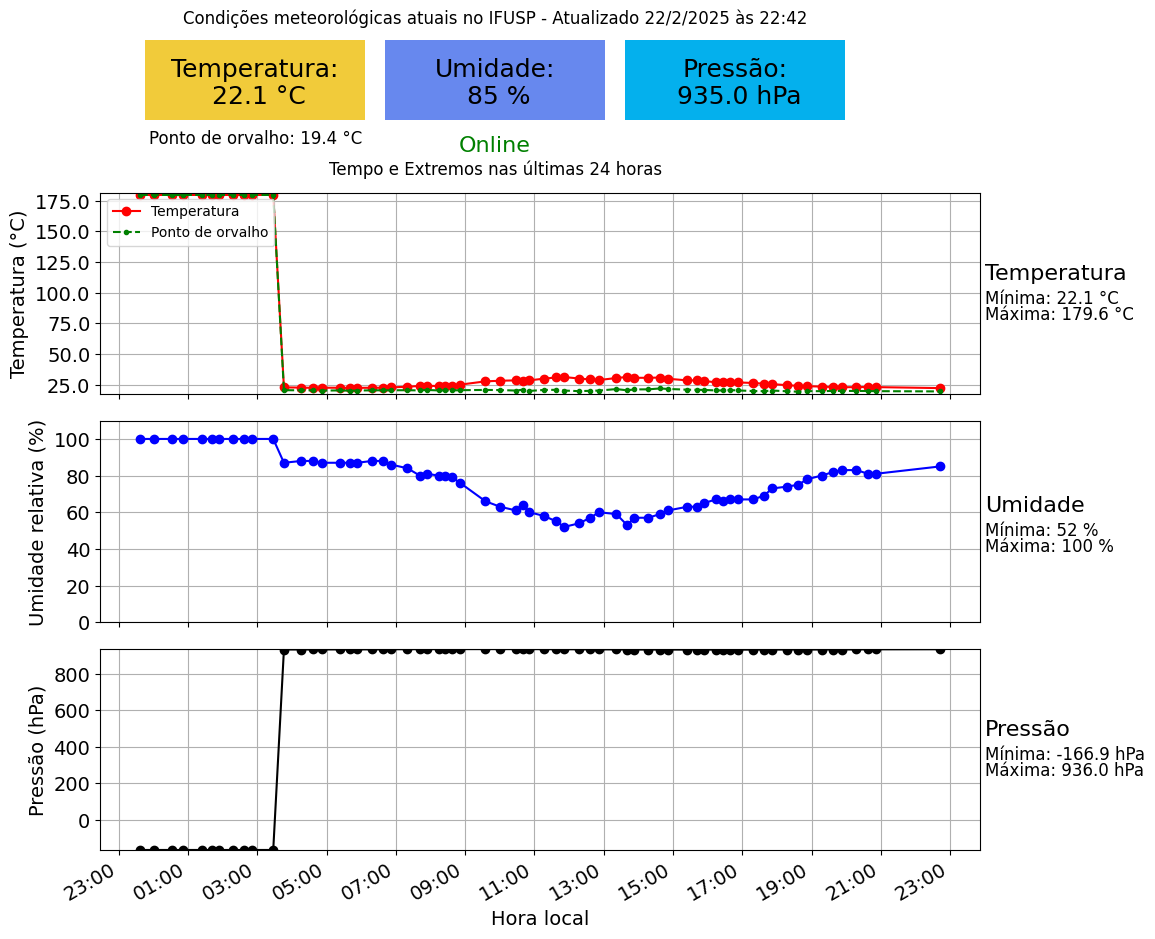 Condições meteorológicas atuais no IFUSP - Atualizado 22/2/2025 às 22:42
Temperatura:
22.1 °C
Umidade:
85 %
Pressão:
935.0 hPa
Ponto de orvalho: 19.4 °C
Online
Tempo e Extremos nas últimas 24 horas
Temperatura (°C)
175.0
150.0
125.0
100.0
75.0
50.0
25.0
Temperatura
Ponto de orvalho
Temperatura
Mínima: 22.1 °C
Máxima: 179.6 °C
Umidade relativa (%)
100
80
60
40
20
0
Umidade
Mínima: 52 %
Máxima: 100 %
Pressão (hPa)
800
600
400
200
0
Pressão
Mínima: -166.9 hPa
Máxima: 936.0 hPa
23:00 01:00 03:00 05:00 07:00 09:00 11:00 13:00 15:00 17:00 19:00 21:00 23:00
Hora local